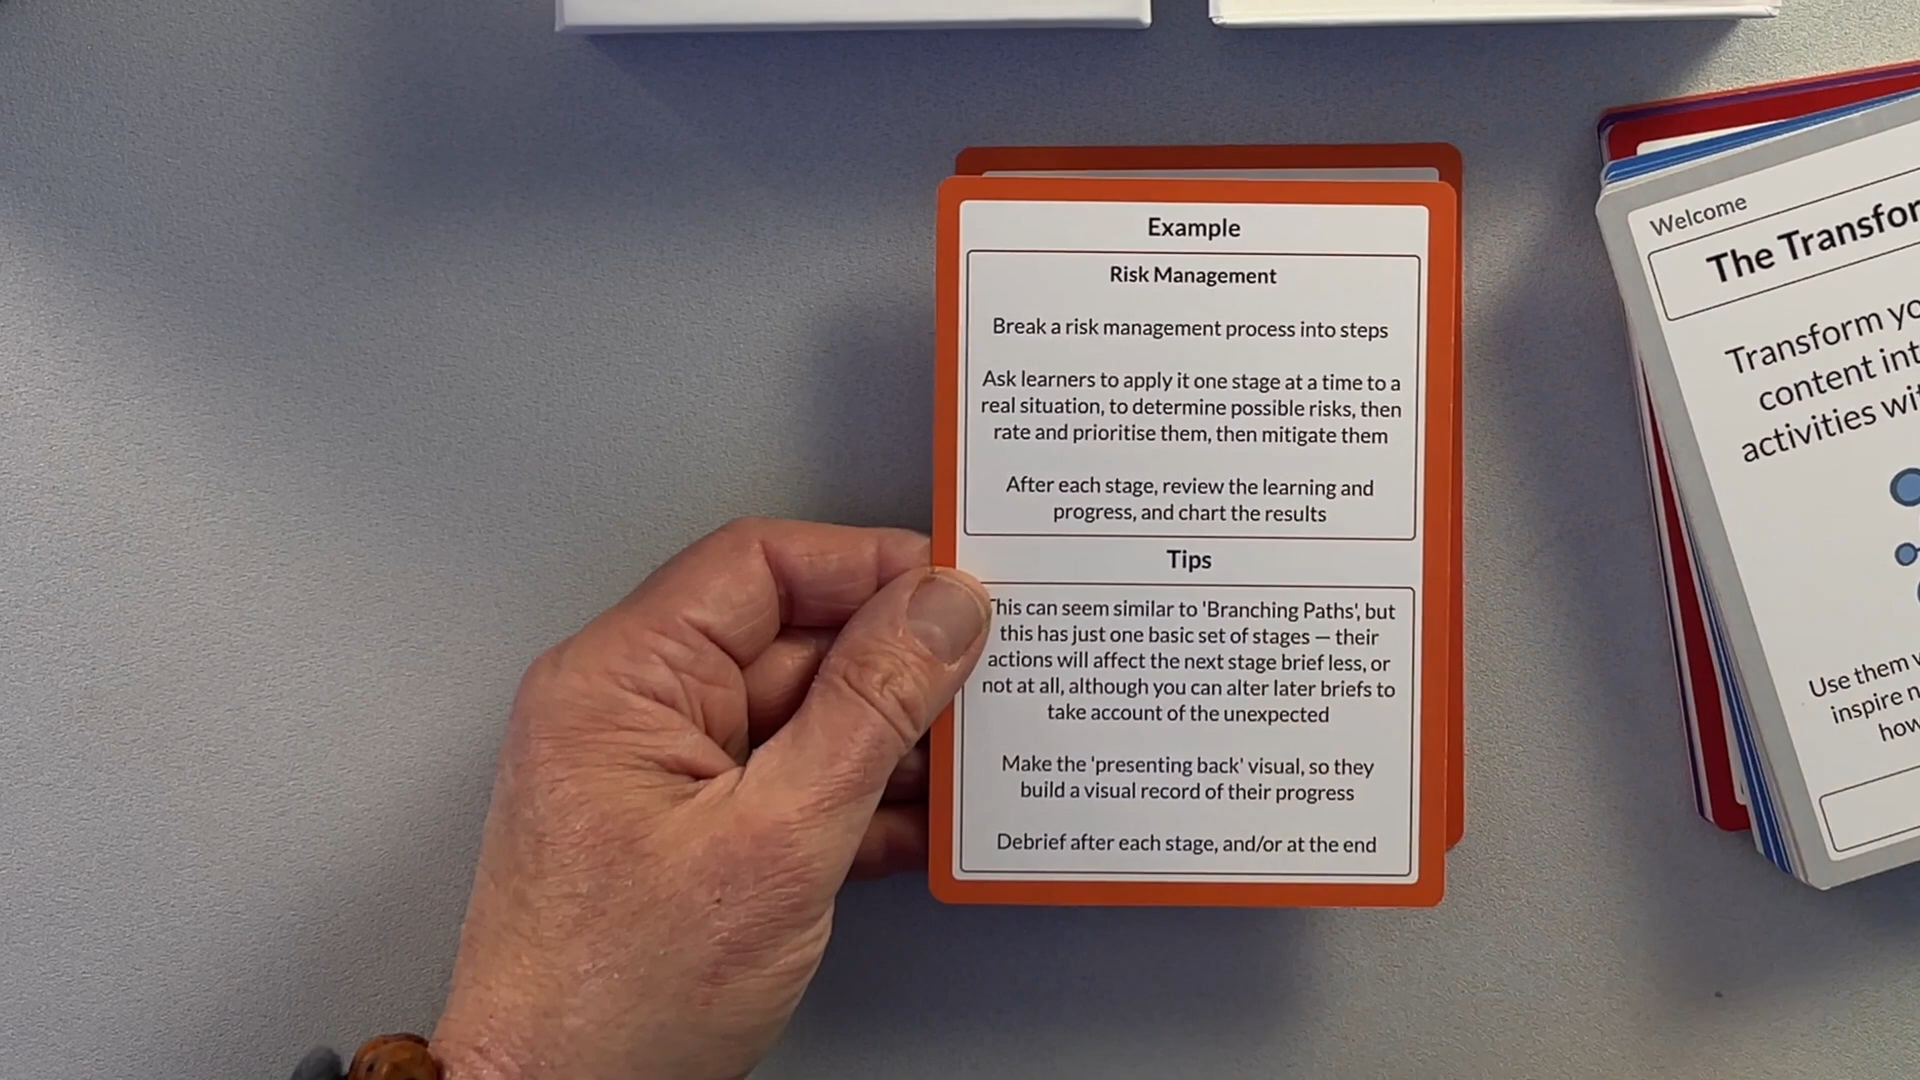 Example
Risk Management
Break a risk management process into steps
Ask learners to apply it one stage at a time to a
real situation, to determine possible risks, then
rate and prioritise them, then mitigate them
After each stage, review the learning and
progress, and chart the results
Tips
This can seem similar to 'Branching Paths', but
this has just one basic set of stages — their
actions will affect the next stage brief less, or
not at all, although you can alter later briefs to
take account of the unexpected
Make the 'presenting back' visual, so they
build a visual record of their progress
Debrief after each stage, and/or at the end
Welcome
The
Transform
content
activities
Use them
inspire